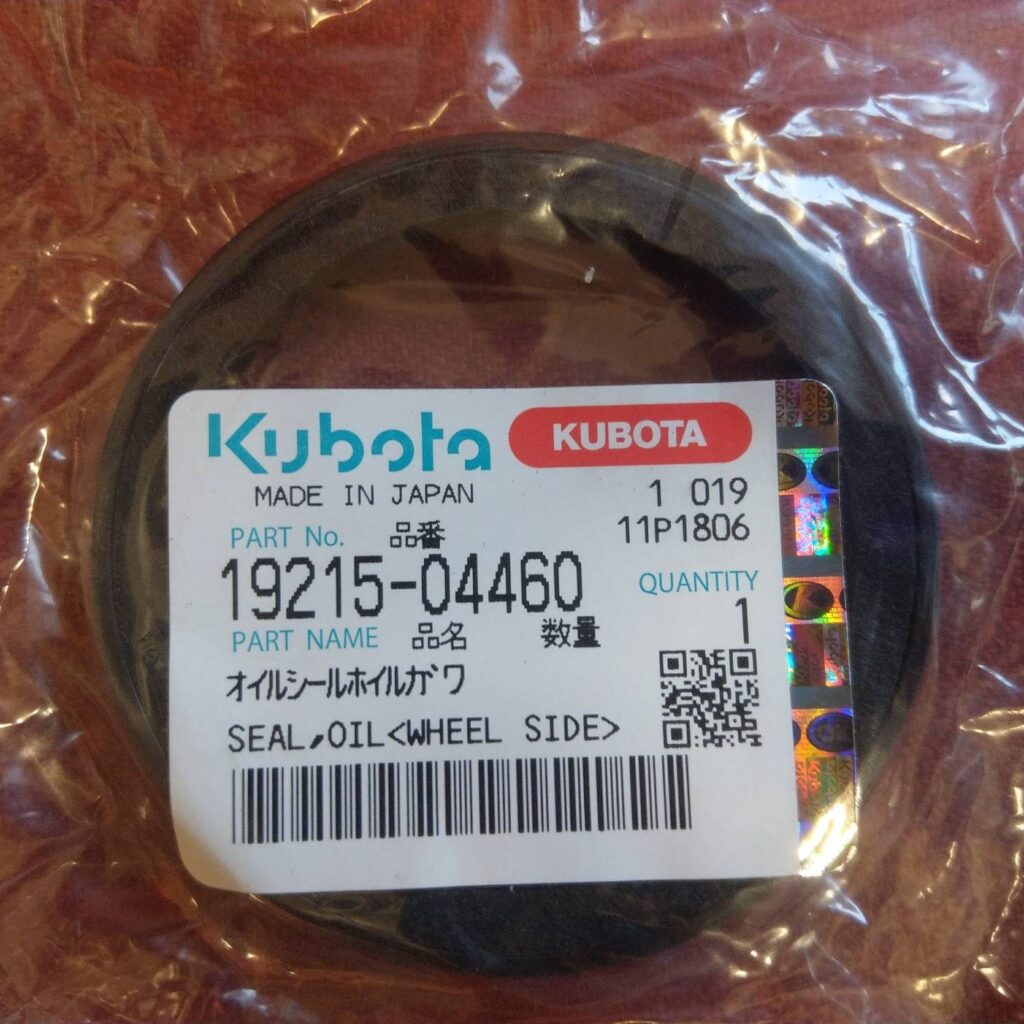 Kubota KUBOTA
MADE IN JAPAN 1 019
PART No. 品番 11P1806
19215-04460 QUANTITY
PART NAME 品名 数量 1
オイルシールホイルガワ
SEAL,OIL<WHEEL SIDE>